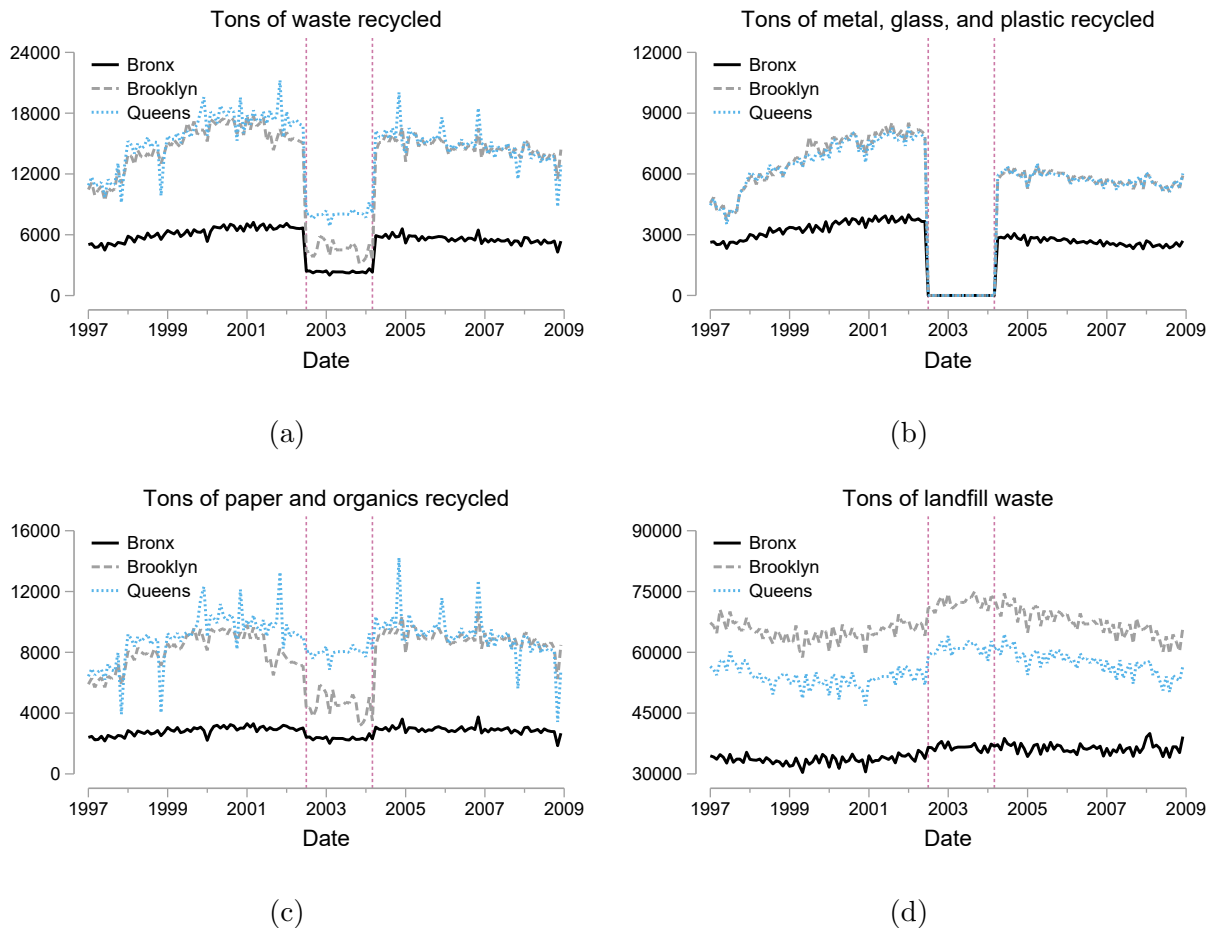 Tons of waste recycled
24000
18000
12000
6000
0
Bronx
Brooklyn
Queens
1997 1999 2001 2003 2005 2007 2009
Date
(a)
Tons of metal, glass, and plastic recycled
12000
9000
6000
3000
0
Bronx
Brooklyn
Queens
1997 1999 2001 2003 2005 2007 2009
Date
(b)
Tons of paper and organics recycled
16000
12000
8000
4000
0
Bronx
Brooklyn
Queens
1997 1999 2001 2003 2005 2007 2009
Date
(c)
Tons of landfill waste
90000
75000
60000
45000
30000
Bronx
Brooklyn
Queens
1997 1999 2001 2003 2005 2007 2009
Date
(d)